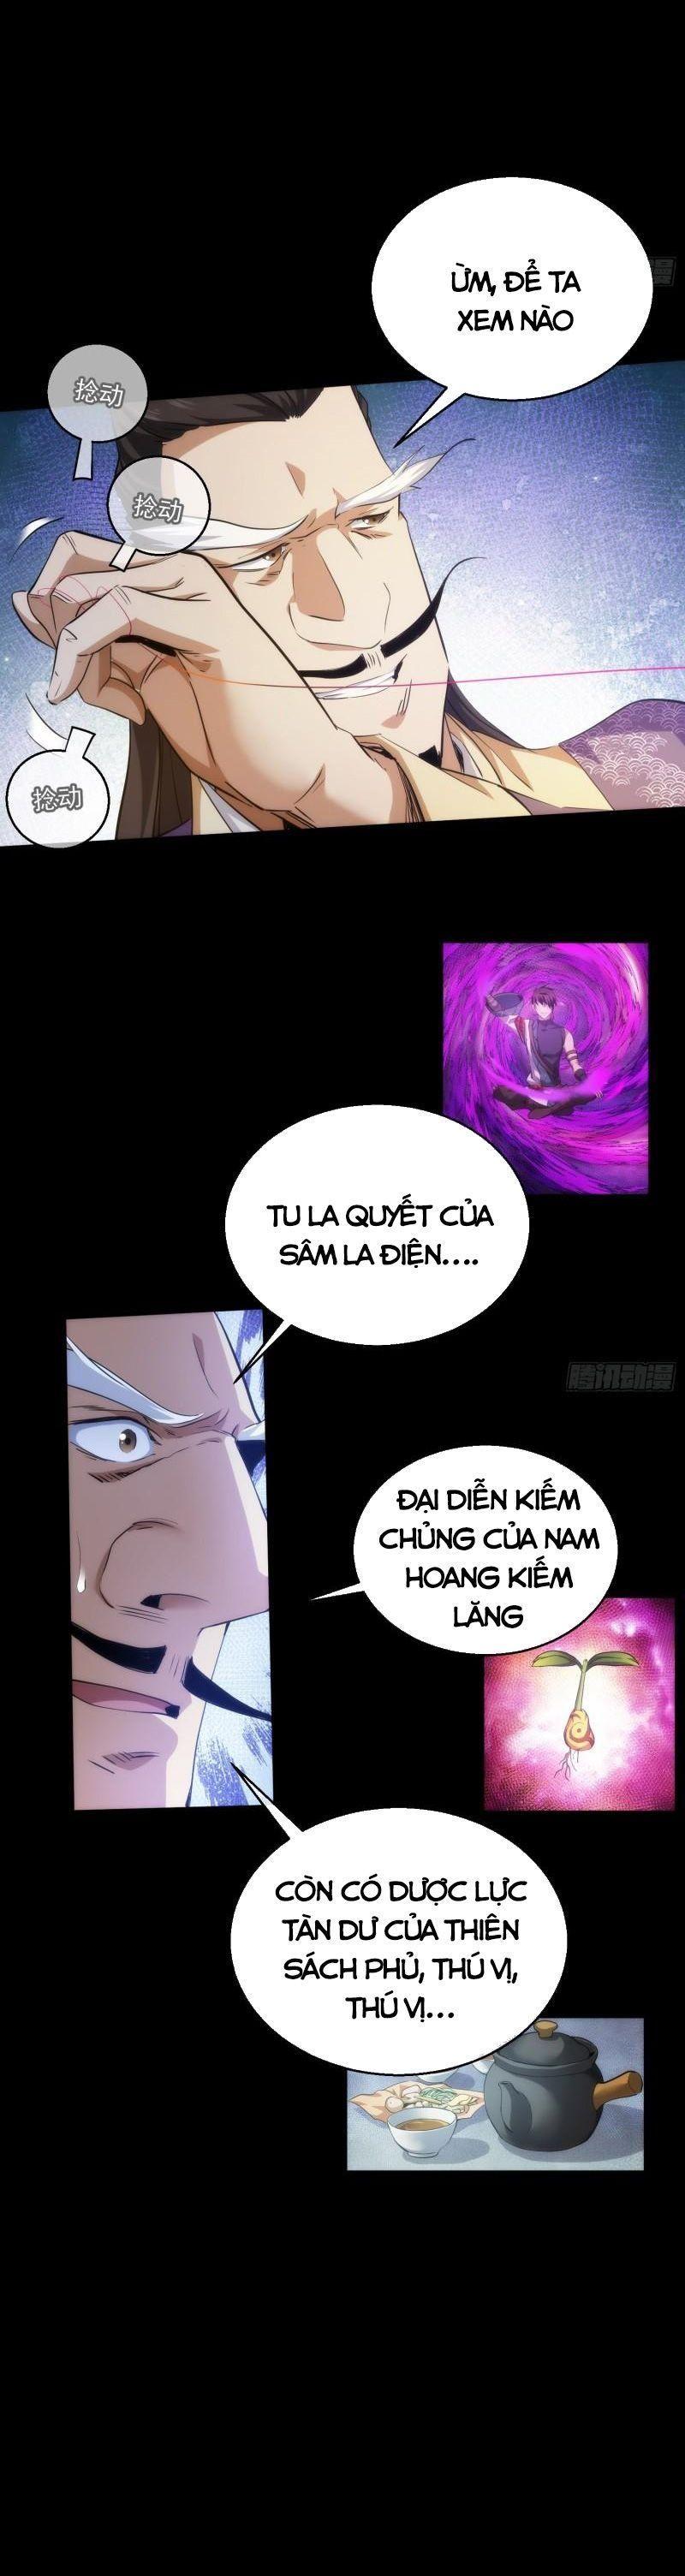 ỪM, ĐỂ TA
XEM NÀO
捻动
捻动
捻动
TU LA QUYẾT CỦA
SÂM LA ĐIỆN....
腾讯动漫
ĐẠI DIỄN KIẾM
CHỦNG CỦA NAM
HOANG KIẾM
LĂNG
CÒN CÓ DƯỢC LỰC
TÀN DƯ CỦA THIÊN
SÁCH PHỦ, THÚ VỊ,
THÚ VỊ...